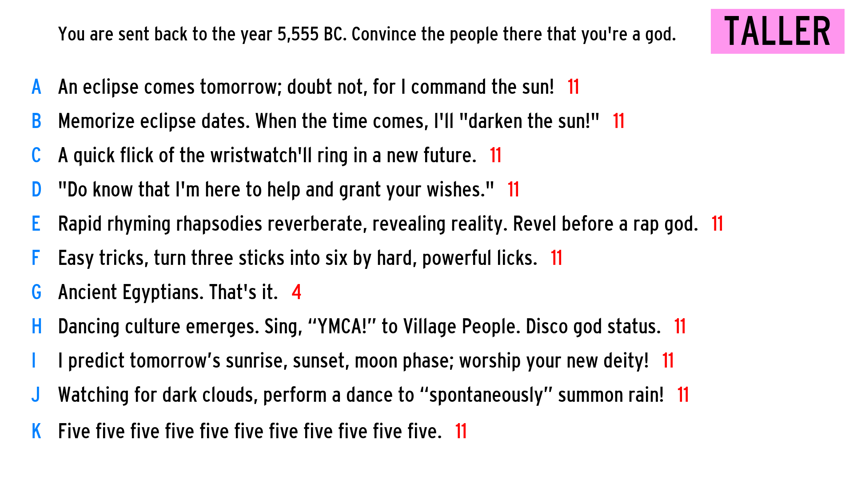 You are sent back to the year 5,555 BC. Convince the people there that you're a god.
TALLER
A An eclipse comes tomorrow; doubt not, for I command the sun! 11
B Memorize eclipse dates. When the time comes, I'll "darken the sun!" 11
C A quick flick of the wristwatch'll ring in a new future. 11
D "Do know that I'm here to help and grant your wishes." 11
E Rapid rhyming rhapsodies reverberate, revealing reality. Revel before a rap god. 11
F Easy tricks, turn three sticks into six by hard, powerful licks. 11
G Ancient Egyptians. That's it. 4
H Dancing culture emerges. Sing, “YMCA!” to Village People. Disco god status. 11
I I predict tomorrow’s sunrise, sunset, moon phase; worship your new deity! 11
J Watching for dark clouds, perform a dance to “spontaneously” summon rain! 11
K Five five five five five five five five five five five. 11